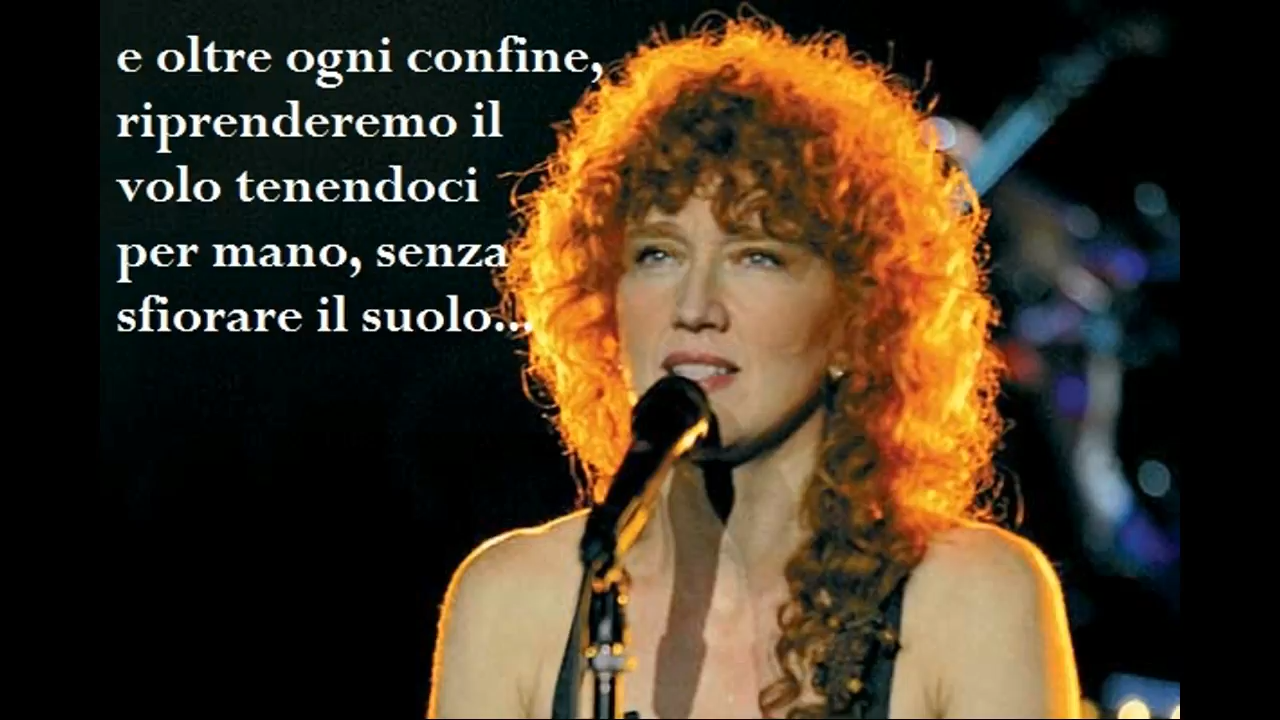 e oltre ogni confine,
riprenderemo il
volo tenendoci
per mano, senza
sfiorare il suolo...